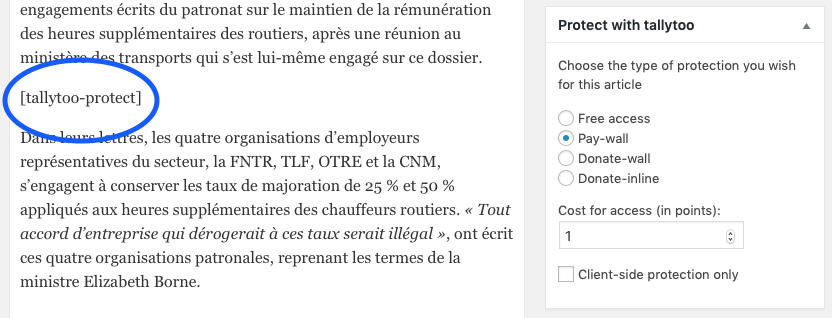 engagements écrits du patronat sur le maintien de la rémunération
des heures supplémentaires des routiers, après une réunion au
ministère des transports qui s’est lui-même engagé sur ce dossier.
[tallytoo-protect]
Dans leurs lettres, les quatre organisations d’employeurs
représentatives du secteur, la FNTR, TLF, OTRE et la CNM,
s’engagent à conserver les taux de majoration de 25 % et 50 %
appliqués aux heures supplémentaires des chauffeurs routiers. « Tout
accord d’entreprise qui dérogerait à ces taux serait illégal », ont écrit
ces quatre organisations patronales, reprenant les termes de la
ministre Elizabeth Borne.
Protect with tallytoo
Choose the type of protection you wish
for this article
Free access
Pay-wall
Donate-wall
Donate-inline
Cost for access (in points):
1
Client-side protection only